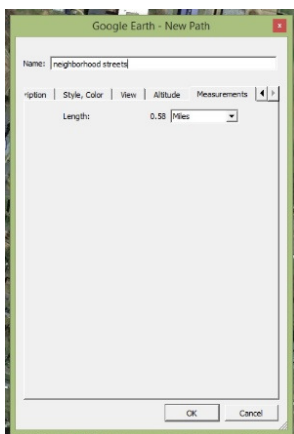 Google Earth - New Path
x
Name: neighborhood streets
ription Style, Color View Altitude Measurements
Length: 0.58 Miles
OK Cancel